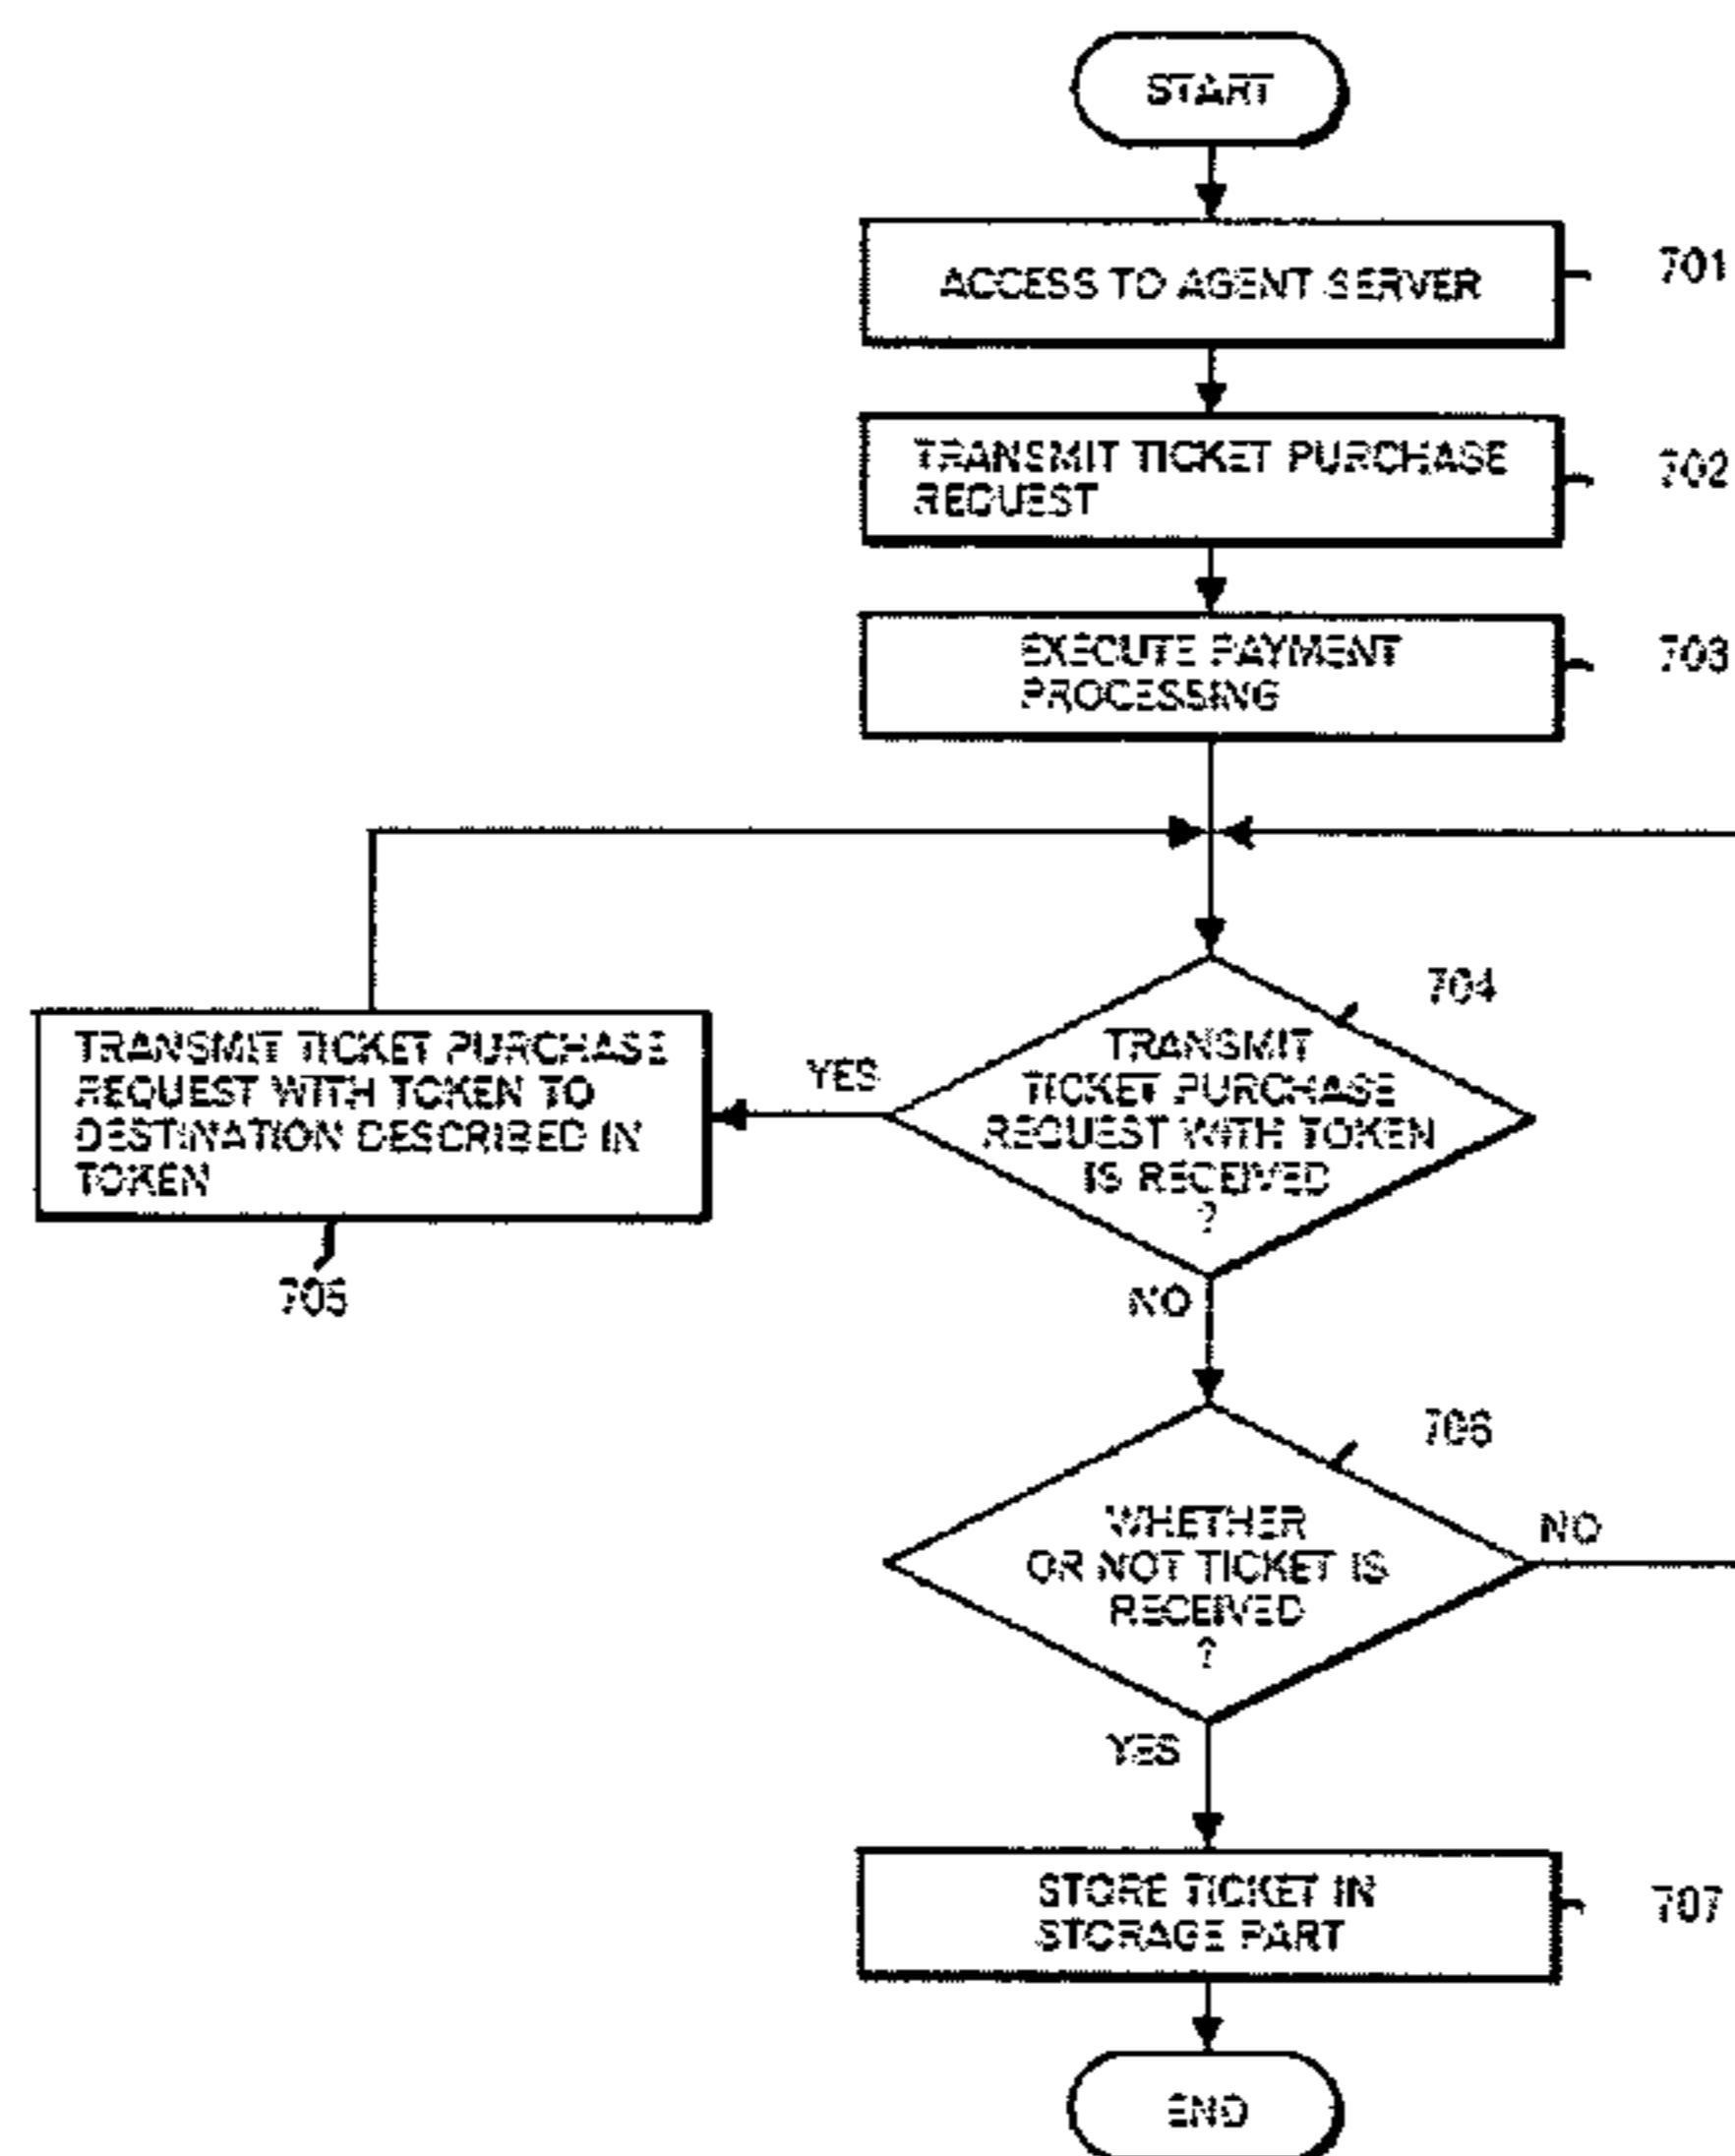 START
ACCESS TO AGENT SERVER
701
TRANSMIT TICKET PURCHASE
REQUEST
702
EXECUTE PAYMENT
PROCESSING
703
704
TRANSMIT
TICKET PURCHASE
REQUEST WITH TOKEN
IS RECEIVED
?
YES
TRANSMIT TICKET PURCHASE
REQUEST WITH TOKEN TO
DESTINATION DESCRIBED IN
TOKEN
705
NO
706
WHETHER
OR NOT TICKET IS
RECEIVED
?
NO
YES
STORE TICKET IN
STORAGE PART
707
END